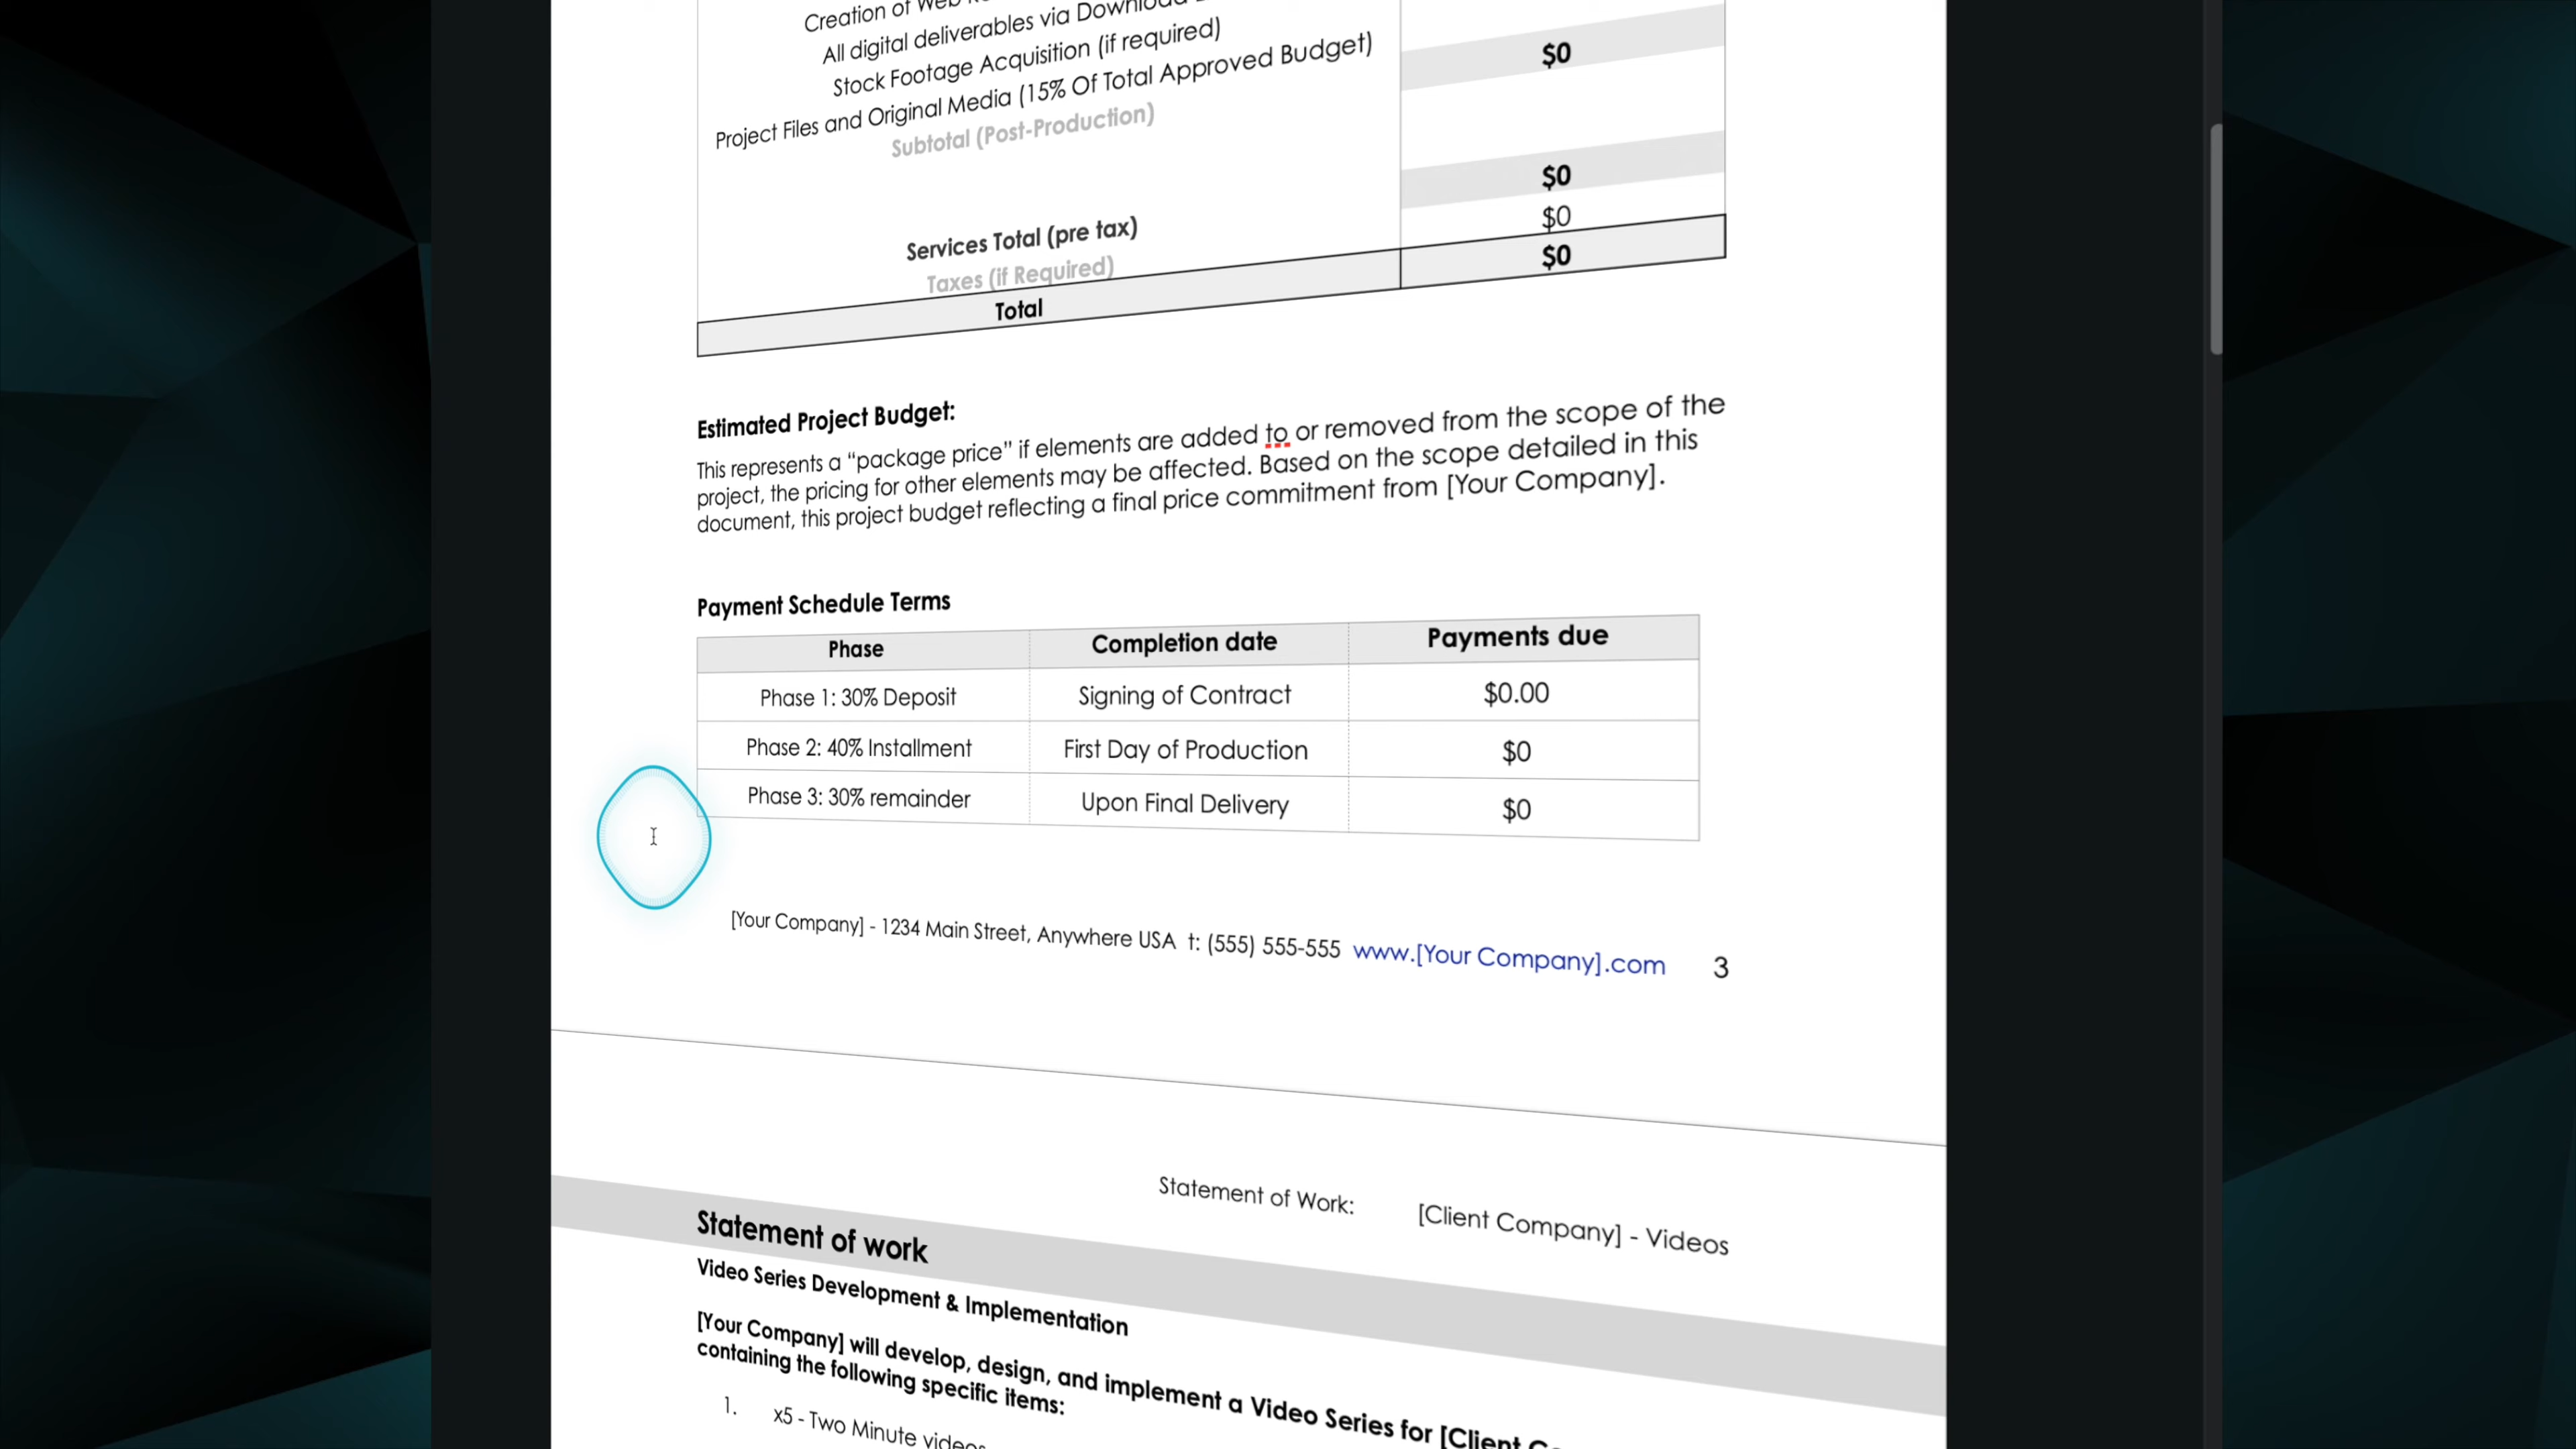 Creation of Web
All digital deliverables via Download
Stock Footage Acquisition (if required)
Project Files and Original Media (15% Of Total Approved Budget)
Subtotal (Post-Production) $0
Services Total (pre tax) $0
Taxes (if Required) $0
Total $0
Estimated Project Budget:
This represents a “package price” if elements are added to or removed from the scope of the
project, the pricing for other elements may be affected. Based on the scope detailed in this
document, this project budget reflecting a final price commitment from [Your Company].
Payment Schedule Terms
Phase Completion date Payments due
Phase 1: 30% Deposit Signing of Contract $0.00
Phase 2: 40% Installment First Day of Production $0
Phase 3: 30% remainder Upon Final Delivery $0
[Your Company] - 1234 Main Street, Anywhere USA t: (555) 555-555 www.[Your Company].com 3
Statement of Work: [Client Company] - Videos
Statement of work
Video Series Development & Implementation
[Your Company] will develop, design, and implement a Video Series for [Client
containing the following specific items:
1. x5 - Two Minute videos